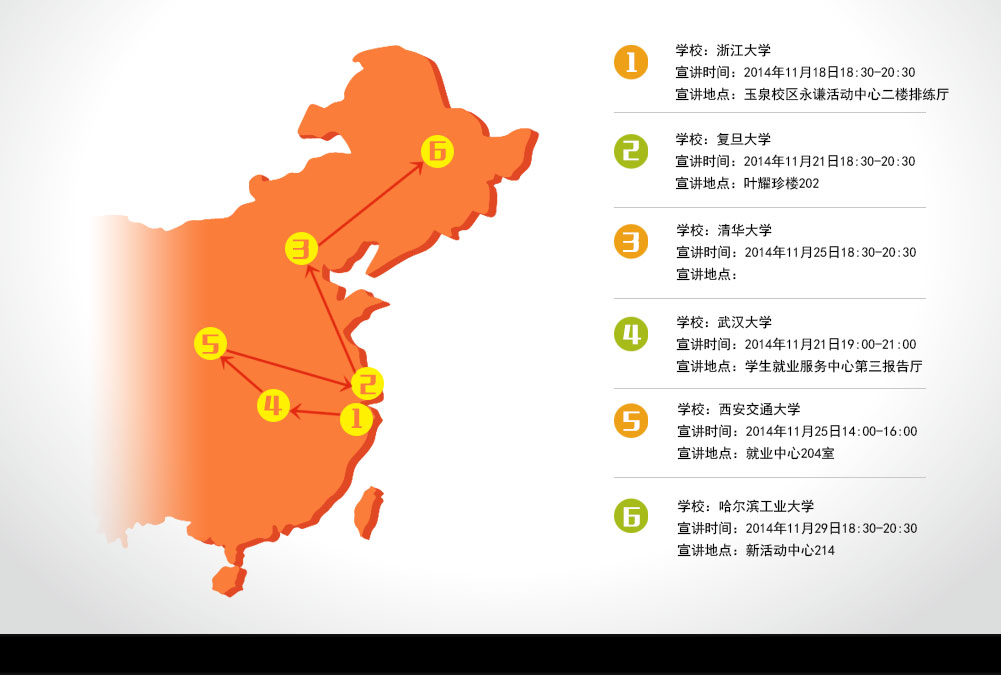 6
3
5
2
4
1
1
学校：浙江大学
宣讲时间：2014年11月18日18:30-20:30
宣讲地点：玉泉校区永谦活动中心二楼排练厅
2
学校：复旦大学
宣讲时间：2014年11月21日18:30-20:30
宣讲地点：叶耀珍楼202
3
学校：清华大学
宣讲时间：2014年11月25日18:30-20:30
宣讲地点：
4
学校：武汉大学
宣讲时间：2014年11月21日19:00-21:00
宣讲地点：学生就业服务中心第三报告厅
5
学校：西安交通大学
宣讲时间：2014年11月25日14:00-16:00
宣讲地点：就业中心204室
6
学校：哈尔滨工业大学
宣讲时间：2014年11月29日18:30-20:30
宣讲地点：新活动中心214